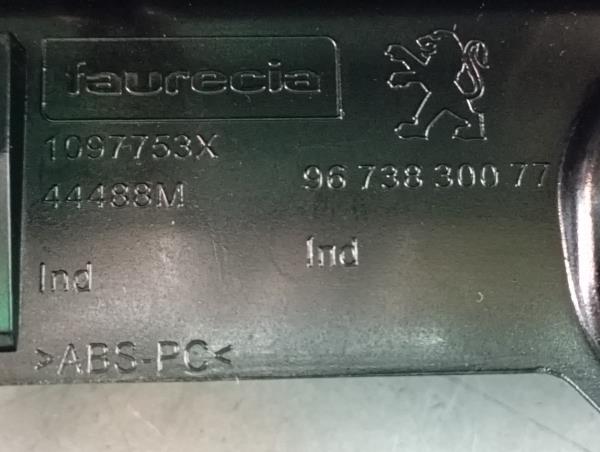 faurecia
1097753X
44488M
96 738 300 77
Ind
Ind
>ABS-PC<